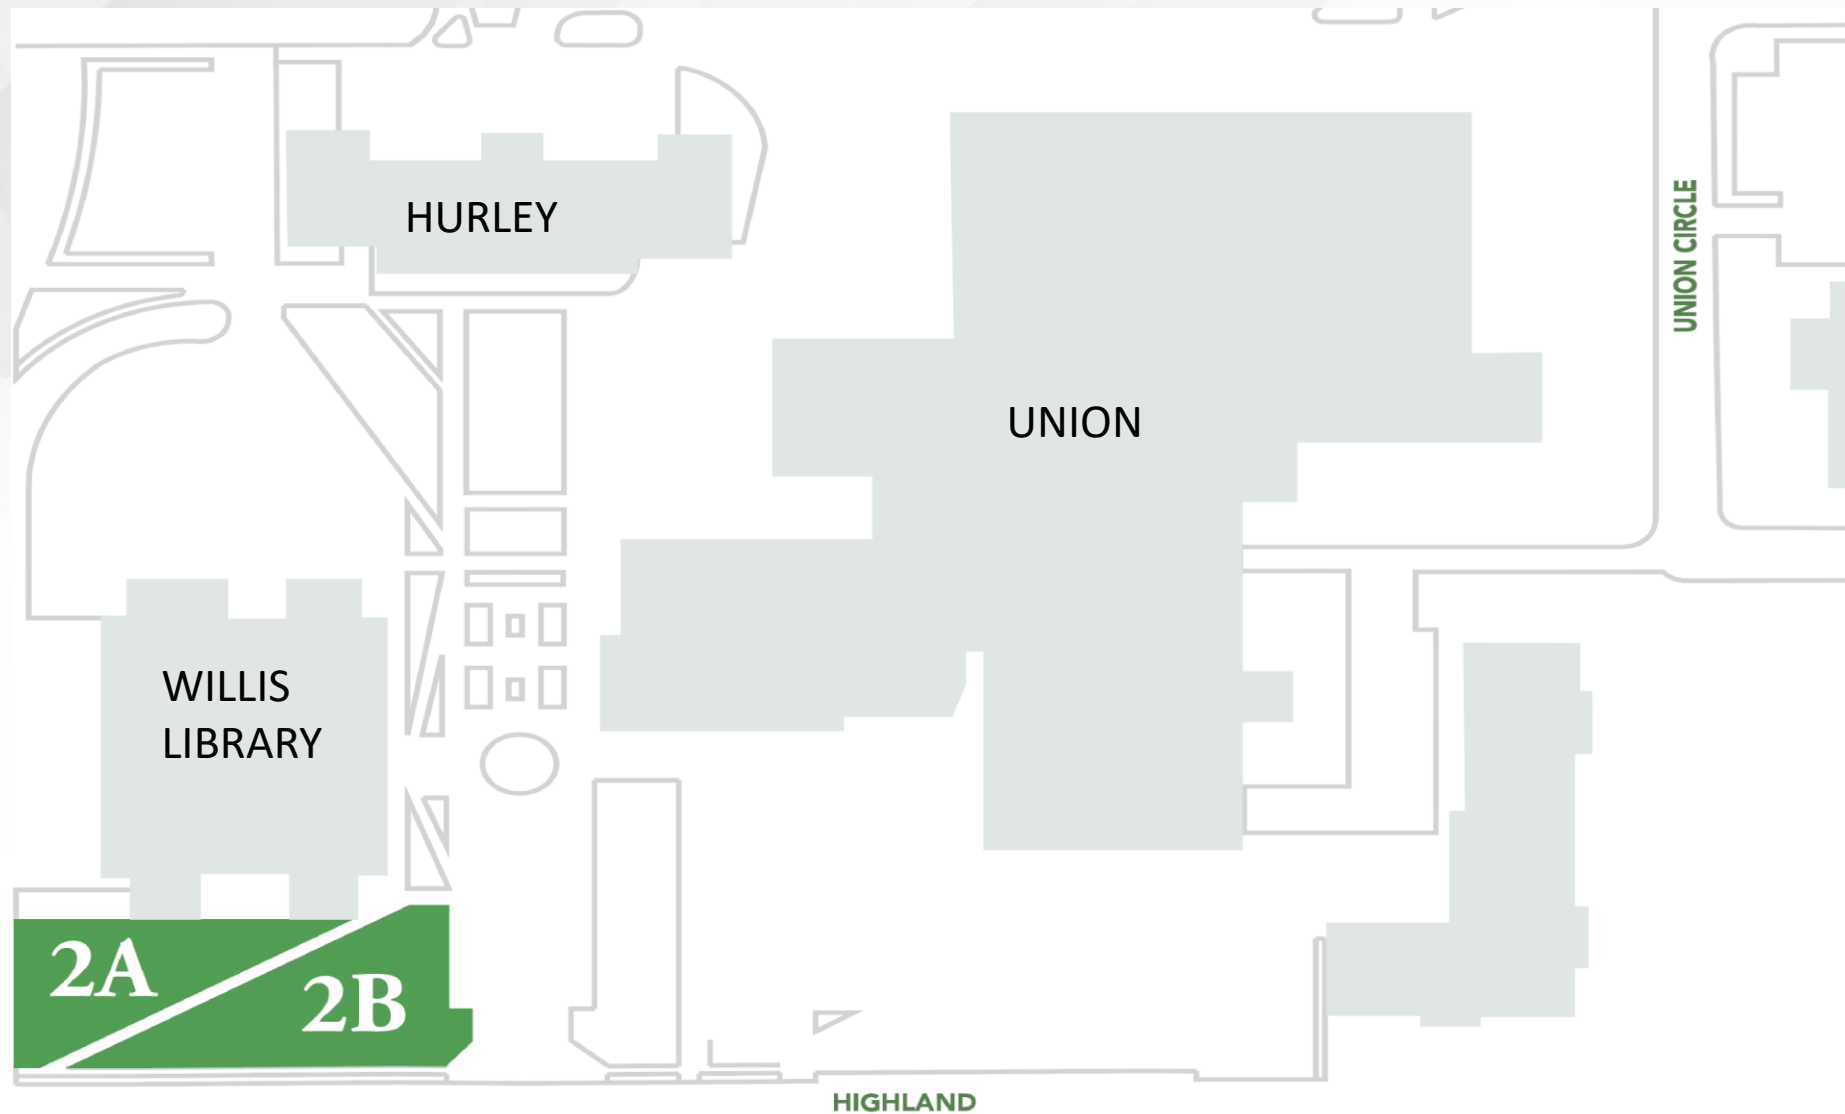 HURLEY
UNION CIRCLE
UNION
WILLIS
LIBRARY
2A
2B
HIGHLAND